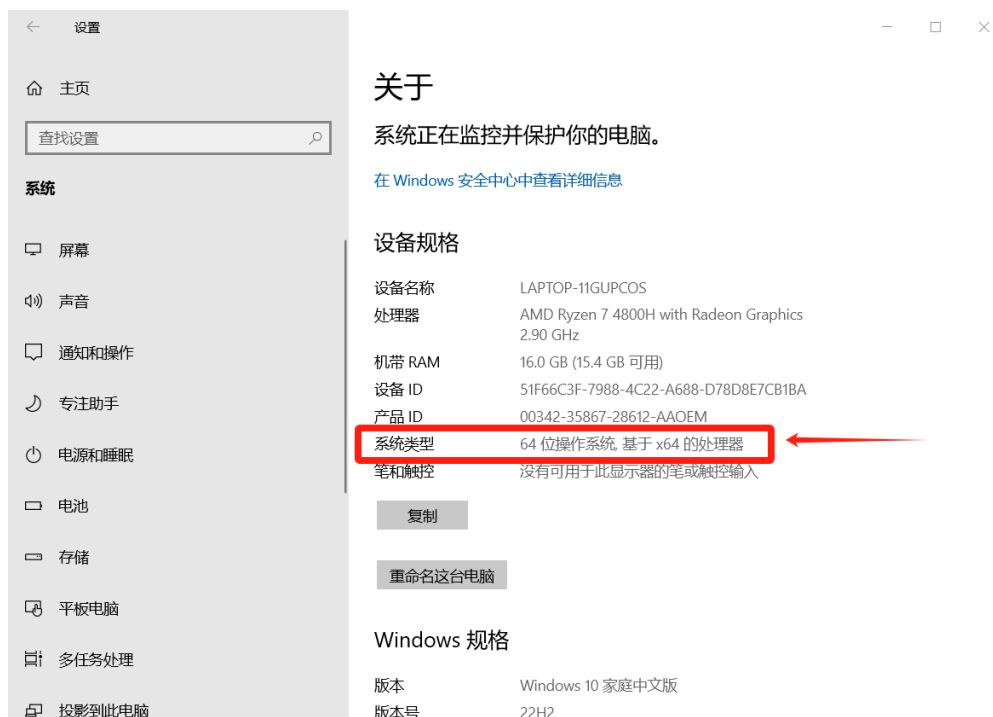 设置
主页
查找设置
系统
屏幕
声音
通知和操作
专注助手
电源和睡眠
电池
存储
平板电脑
多任务处理
投影到此电脑
关于
系统正在监控并保护你的电脑。
在 Windows 安全中心中查看详细信息
设备规格
设备名称 LAPTOP-11GUPCOS
处理器 AMD Ryzen 7 4800H with Radeon Graphics
2.90 GHz
机带 RAM 16.0 GB (15.4 GB 可用)
设备 ID 51F66C3F-7988-4C22-A688-D78D8E7CB1BA
产品 ID 00342-35867-28612-AAOEM
系统类型 64 位操作系统, 基于 x64 的处理器
笔和触控 没有可用于此显示器的笔或触控输入
复制
重命名这台电脑
Windows 规格
版本 Windows 10 家庭中文版
版本号 22H2